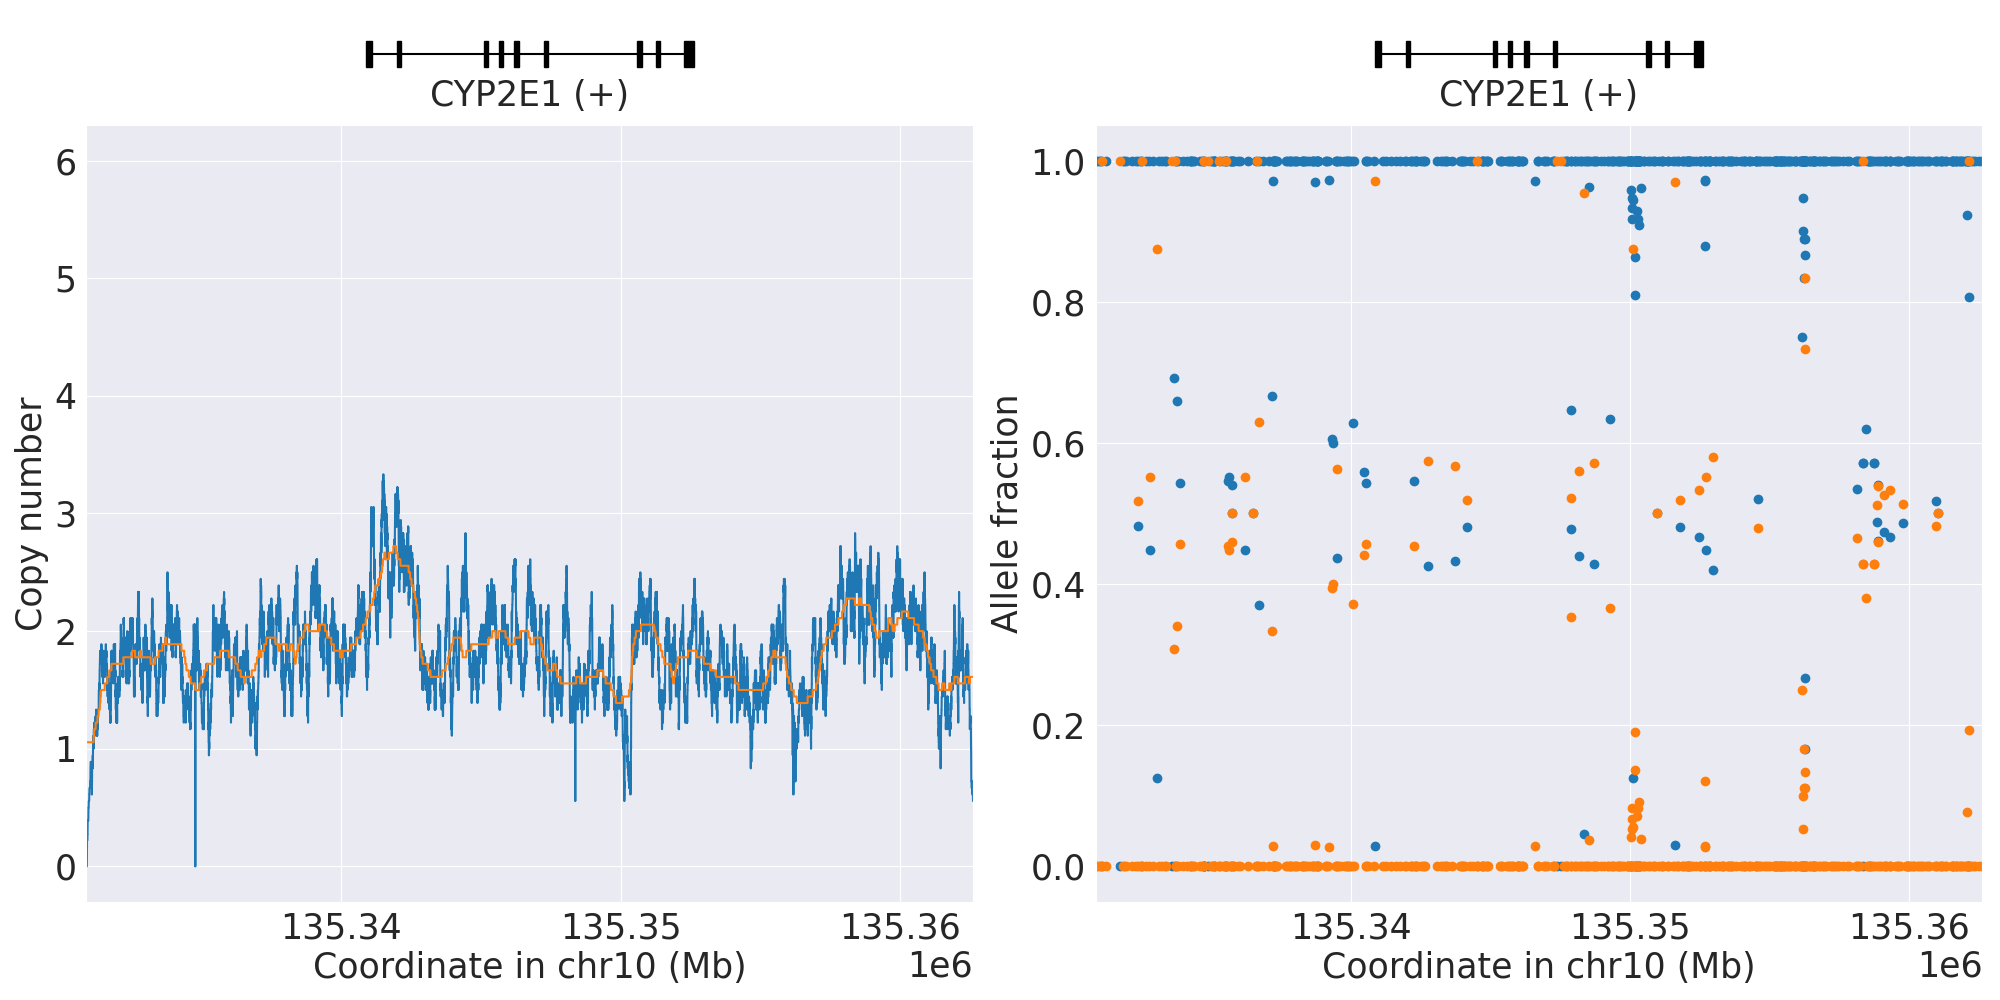 CYP2E1 (+)
6
5
4
3
2
1
0
Copy number
135.34 135.35 135.36
Coordinate in chr10 (Mb)
1e6
CYP2E1 (+)
1.0
0.8
0.6
0.4
0.2
0.0
Allele fraction
135.34 135.35 135.36
Coordinate in chr10 (Mb)
1e6